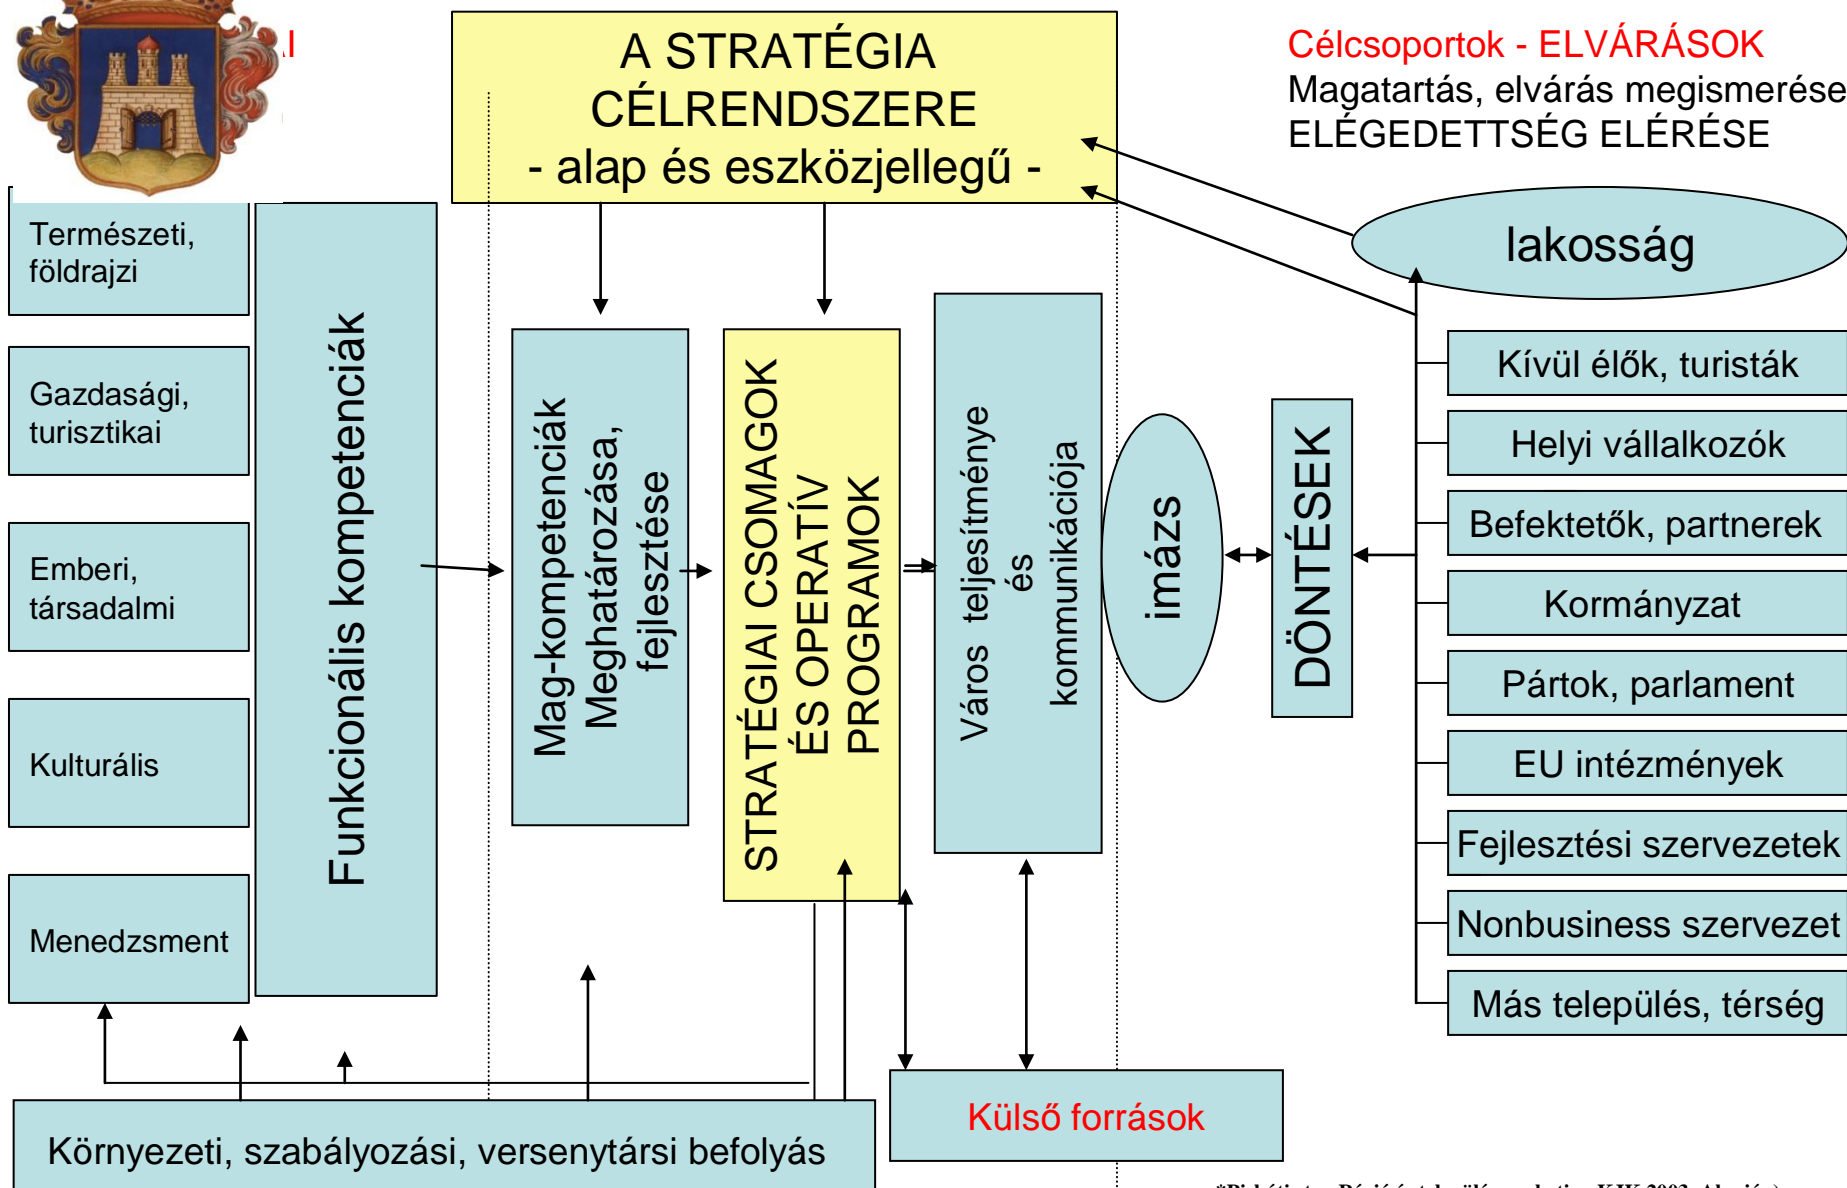 A STRATÉGIA
CÉLRENDSZERE
- alap és eszközjellegű -
Célcsoportok - ELVÁRÁSOK
Magatartás, elvárás megismerése
ELÉGEDETTSÉG ELÉRÉSE
Természeti,
földrajzi
Gazdasági,
turisztikai
Emberi,
társadalmi
Kulturális
Menedzsment
Funkcionális kompetenciák
Mag-kompetenciák
Meghatározása,
fejlesztése
STRATÉGIAI CSOMAGOK
ÉS OPERATÍV
PROGRAMOK
Város teljesítménye
és
kommunikációja
imázs
DÖNTÉSEK
lakosság
Kívül élők, turisták
Helyi vállalkozók
Befektetők, partnerek
Kormányzat
Pártok, parlament
EU intézmények
Fejlesztési szervezetek
Nonbusiness szervezet
Más település, térség
Külső források
Környezeti, szabályozási, versenytársi befolyás